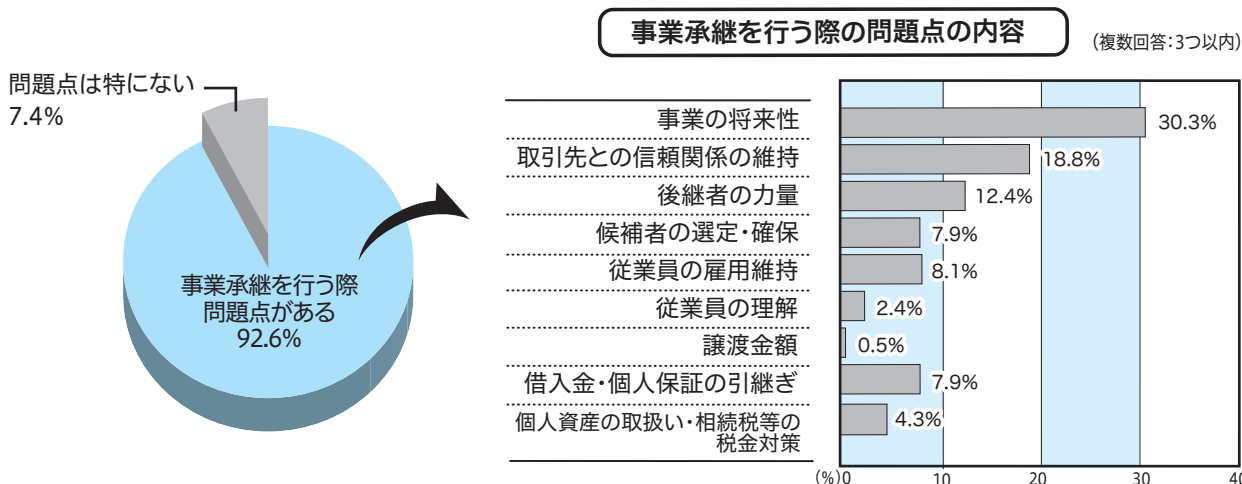 事業承継を行う際の問題点の内容
(複数回答:3つ以内)
問題点は特にない
7.4%
事業承継を行う際
問題点がある
92.6%
事業の将来性 30.3%
取引先との信頼関係の維持 18.8%
後継者の力量 12.4%
候補者の選定・確保 7.9%
従業員の雇用維持 8.1%
従業員の理解 2.4%
譲渡金額 0.5%
借入金・個人保証の引継ぎ 7.9%
個人資産の取扱い・相続税等の
税金対策 4.3%
(%)0 10 20 30 40